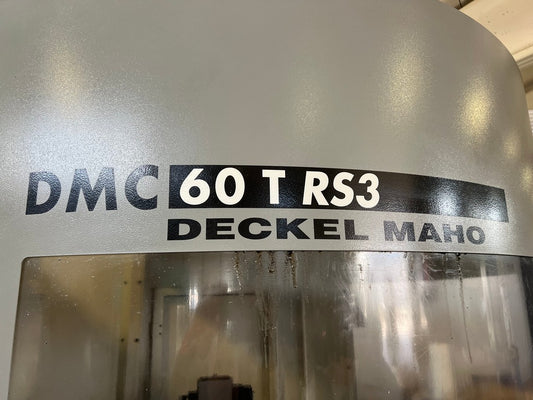 DMC 60 T RS3
DECKEL MAHO